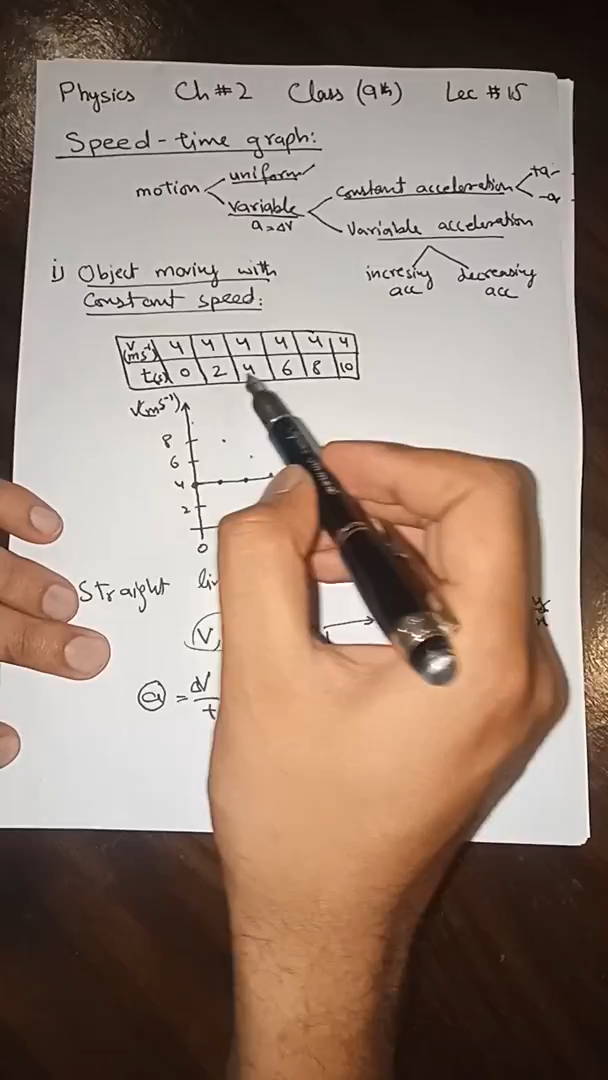 Physics Ch #2 Class (9th) Lec #15
Speed-time graph:
motion uniform
variable
a=ΔV
Constant acceleration +a
-a
Variable acceleration
incresing acc
decreasing acc
i) Object moving with
Constant speed:
V(ms⁻¹) 4 4 4 4 4 4
t(s) 0 2 4 6 8 10
V(ms⁻¹)
8
6
4
2
0
Straight
V
a = ΔV/t